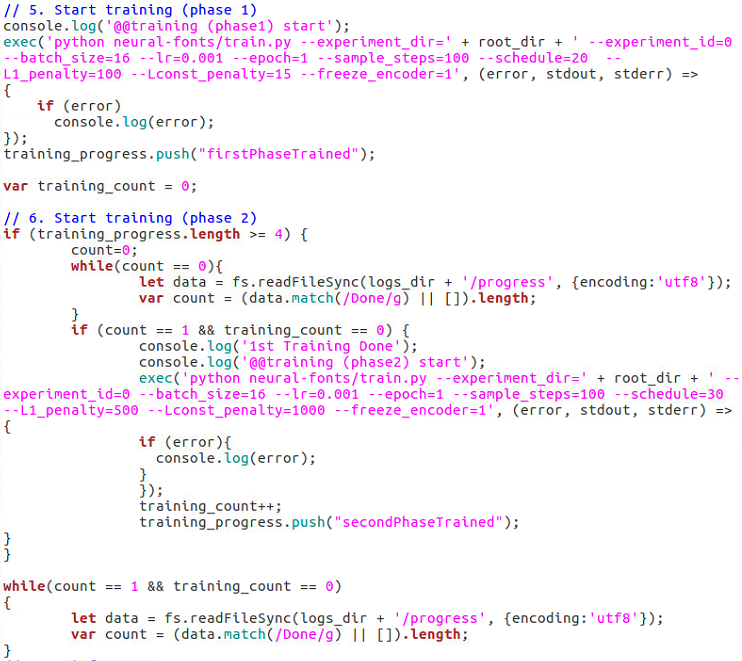 // 5. Start training (phase 1)
console.log('@@training (phase1) start');
exec('python neural-fonts/train.py --experiment_dir=' + root_dir + ' --experiment_id=0
--batch_size=16 --lr=0.001 --epoch=1 --sample_steps=100 --schedule=20  --
L1_penalty=100 --Lconst_penalty=15 --freeze_encoder=1', (error, stdout, stderr) =>
{
    if (error)
      console.log(error);
});
training_progress.push("firstPhaseTrained");

var training_count = 0;

// 6. Start training (phase 2)
if (training_progress.length >= 4) {
        count=0;
        while(count == 0){
                let data = fs.readFileSync(logs_dir + '/progress', {encoding:'utf8'});
                var count = (data.match(/Done/g) || []).length;
        }
        if (count == 1 && training_count == 0) {
                console.log('1st Training Done');
                console.log('@@training (phase2) start');
                exec('python neural-fonts/train.py --experiment_dir=' + root_dir + ' --
experiment_id=0 --batch_size=16 --lr=0.001 --epoch=1 --sample_steps=100 --schedule=30
--L1_penalty=500 --Lconst_penalty=1000 --freeze_encoder=1', (error, stdout, stderr) =>
{
                if (error){
                  console.log(error);
                }
                });
                training_count++;
                training_progress.push("secondPhaseTrained");
}
}

while(count == 1 && training_count == 0)
{
        let data = fs.readFileSync(logs_dir + '/progress', {encoding:'utf8'});
        var count = (data.match(/Done/g) || []).length;
}